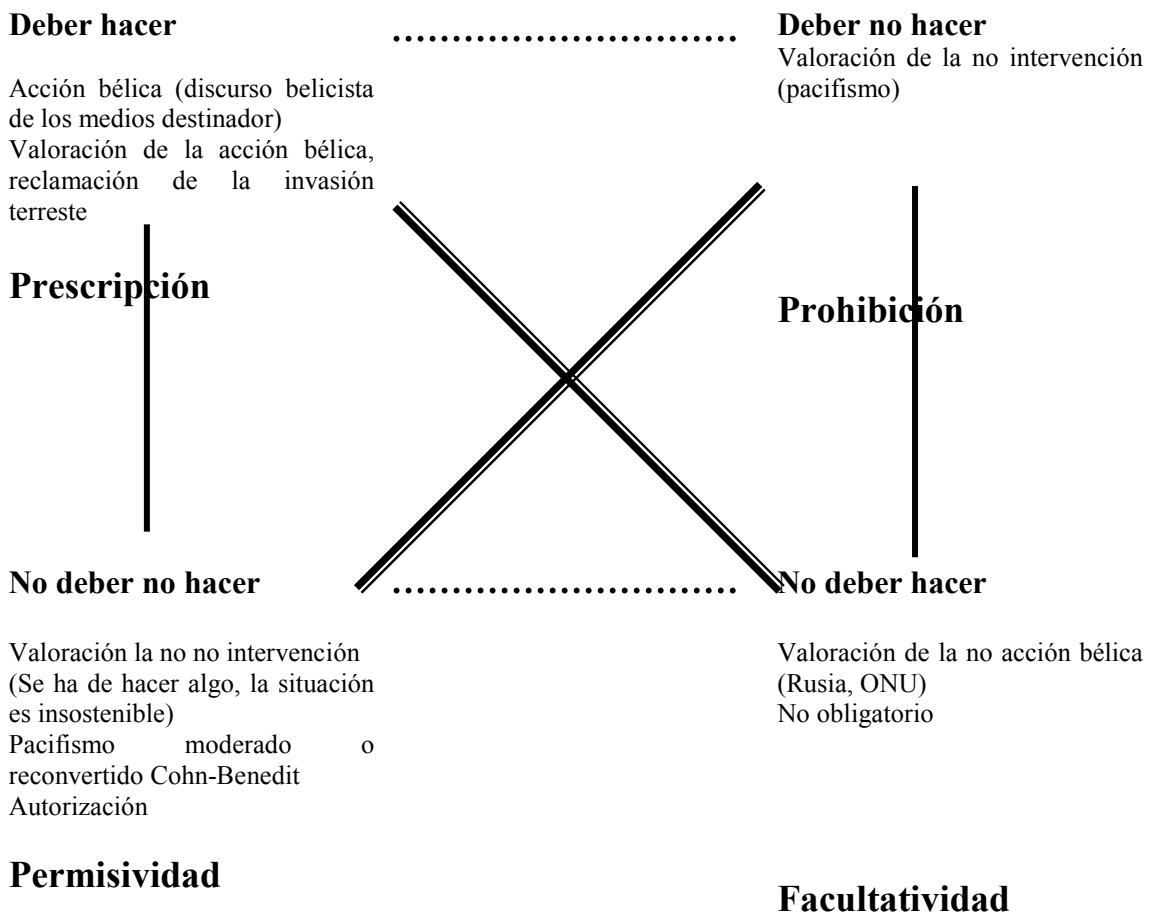 Deber hacer
Acción bélica (discurso belicista
de los medios destinador)
Valoración de la acción bélica,
reclamación de la invasión
terreste
Prescripción
Deber no hacer
Valoración de la no intervención
(pacifismo)
Prohibición
No deber no hacer
Valoración la no no intervención
(Se ha de hacer algo, la situación
es insostenible)
Pacifismo moderado o
reconvertido Cohn-Benedit
Autorización
Permisividad
No deber hacer
Valoración de la no acción bélica
(Rusia, ONU)
No obligatorio
Facultatividad